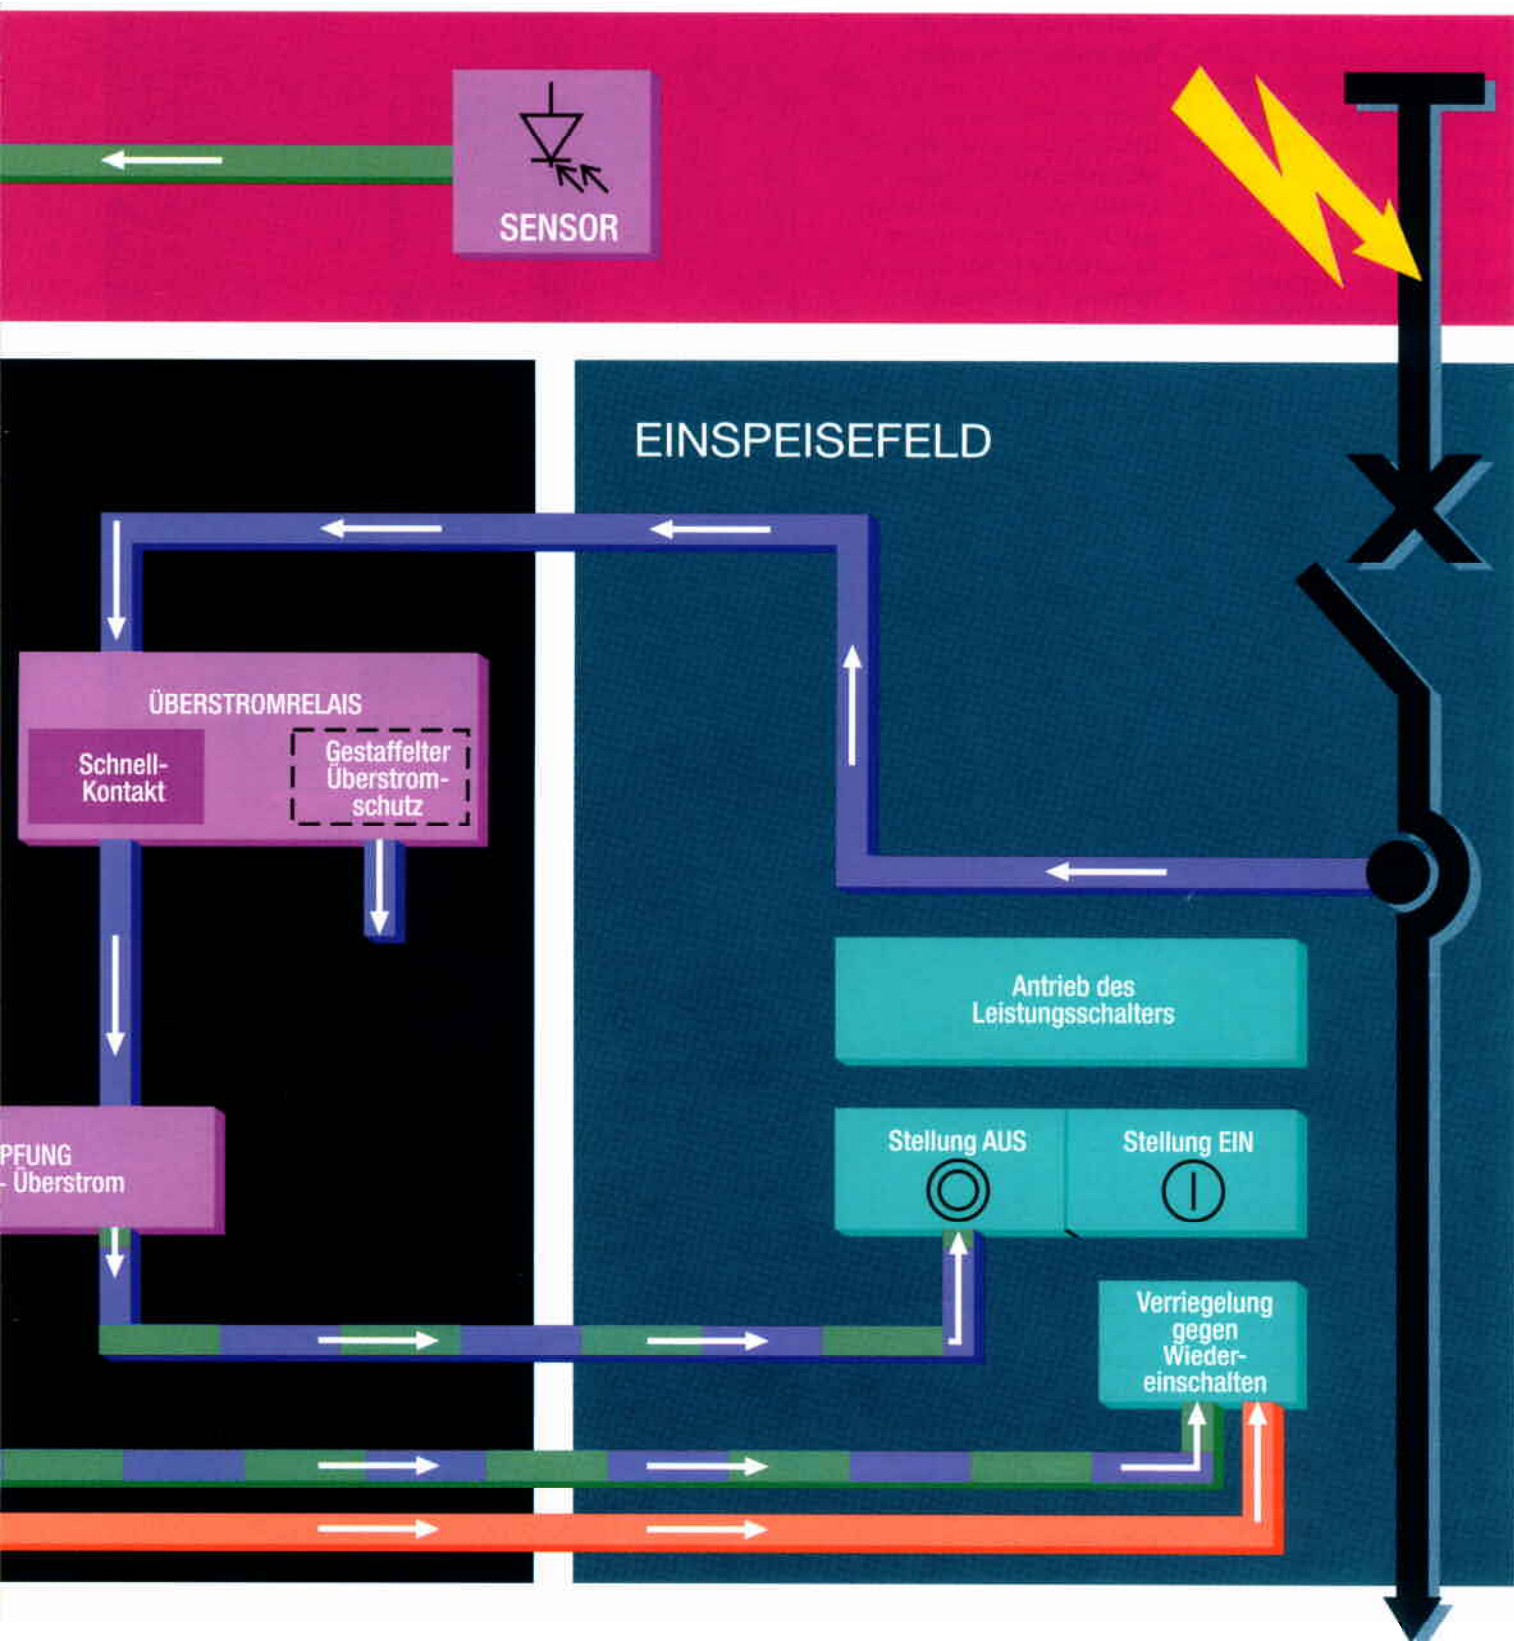 SENSOR
EINSPEISEFELD
ÜBERSTROMRELAIS
Schnell-
Kontakt
Gestaffelter
Überstrom-
schutz
Antrieb des
Leistungsschalters
PFUNG
- Überstrom
Stellung AUS
Stellung EIN
Verriegelung
gegen
Wieder-
einschalten